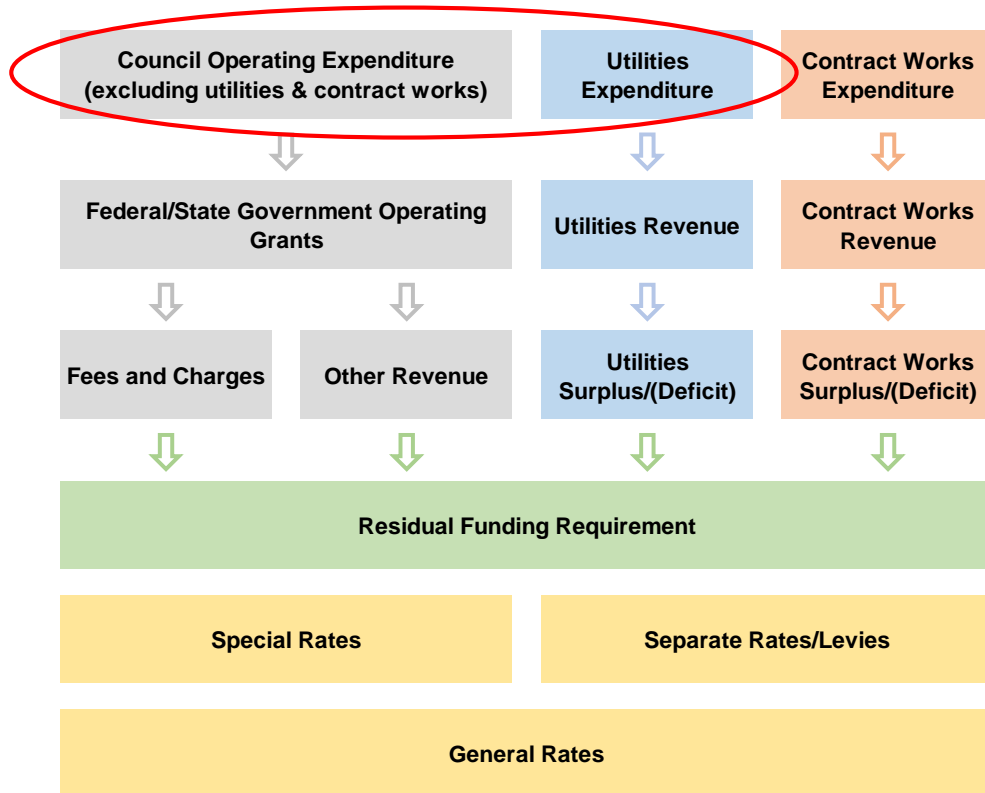 Council Operating Expenditure
(excluding utilities & contract works)
Utilities
Expenditure
Contract Works
Expenditure
Federal/State Government Operating
Grants
Utilities Revenue
Contract Works
Revenue
Fees and Charges
Other Revenue
Utilities
Surplus/(Deficit)
Contract Works
Surplus/(Deficit)
Residual Funding Requirement
Special Rates
Separate Rates/Levies
General Rates